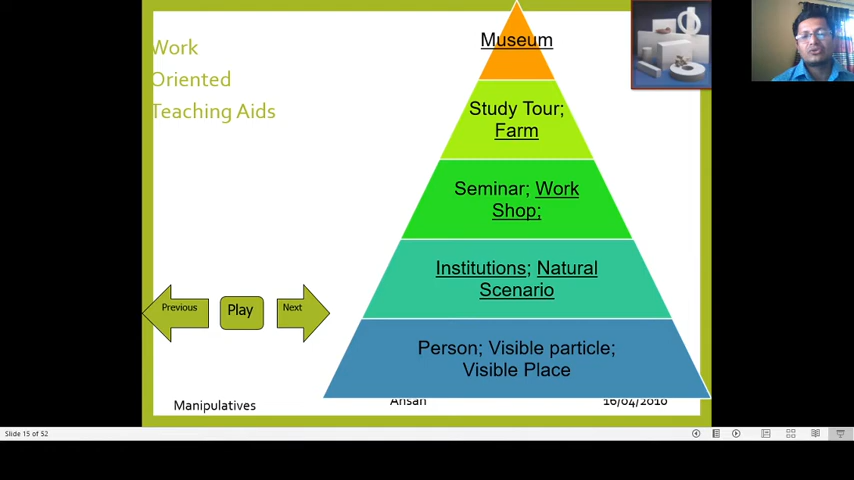 Work
Oriented
Teaching Aids
Museum
Study Tour;
Farm
Seminar; Work
Shop;
Institutions; Natural
Scenario
Person; Visible particle;
Visible Place
Previous
Play
Next
Manipulatives
Ahsan
16/04/2010
Slide 15 of 52